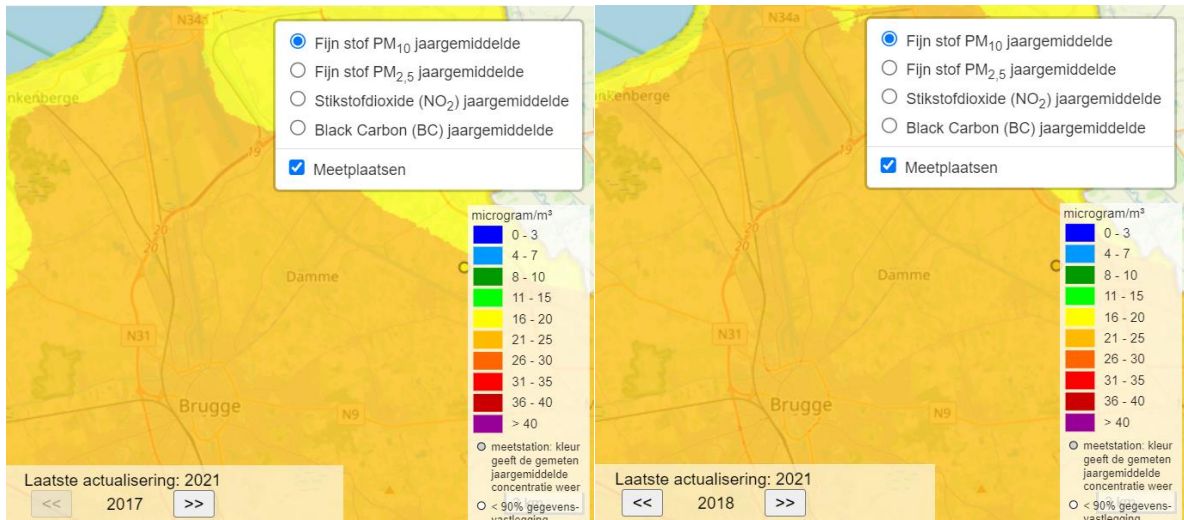 N34a
Fijn stof PM10 jaargemiddelde
Fijn stof PM2,5 jaargemiddelde
Stikstofdioxide (NO2) jaargemiddelde
Black Carbon (BC) jaargemiddelde
Meetplaatsen
nkenberge
19
20
20
Damme
N31
Brugge
N9
microgram/m³
0 - 3
4 - 7
8 - 10
11 - 15
16 - 20
21 - 25
26 - 30
31 - 35
36 - 40
> 40
meetstation: kleur
geeft de gemeten
jaargemiddelde
concentratie weer
< 90% gegevens-
vastlegging
Laatste actualisering: 2021
<< 2017 >>
N34a
Fijn stof PM10 jaargemiddelde
Fijn stof PM2,5 jaargemiddelde
Stikstofdioxide (NO2) jaargemiddelde
Black Carbon (BC) jaargemiddelde
Meetplaatsen
kenberge
19
20
20
Damme
N31
Brugge
N9
microgram/m³
0 - 3
4 - 7
8 - 10
11 - 15
16 - 20
21 - 25
26 - 30
31 - 35
36 - 40
> 40
meetstation: kleur
geeft de gemeten
jaargemiddelde
concentratie weer
< 90% gegevens-
vastlegging
Laatste actualisering: 2021
<< 2018 >>